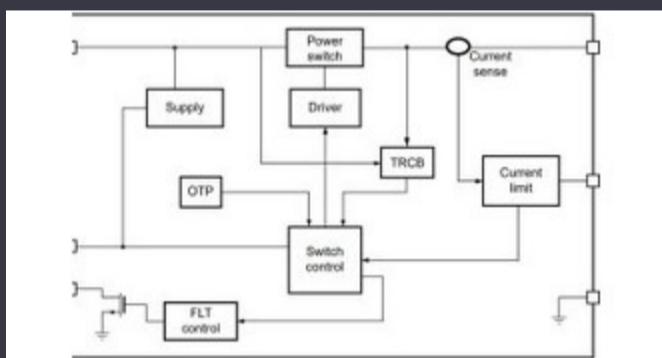 Power
switch
Current
sense
Supply
Driver
TRCB
Current
limit
OTP
Switch
control
FLT
control